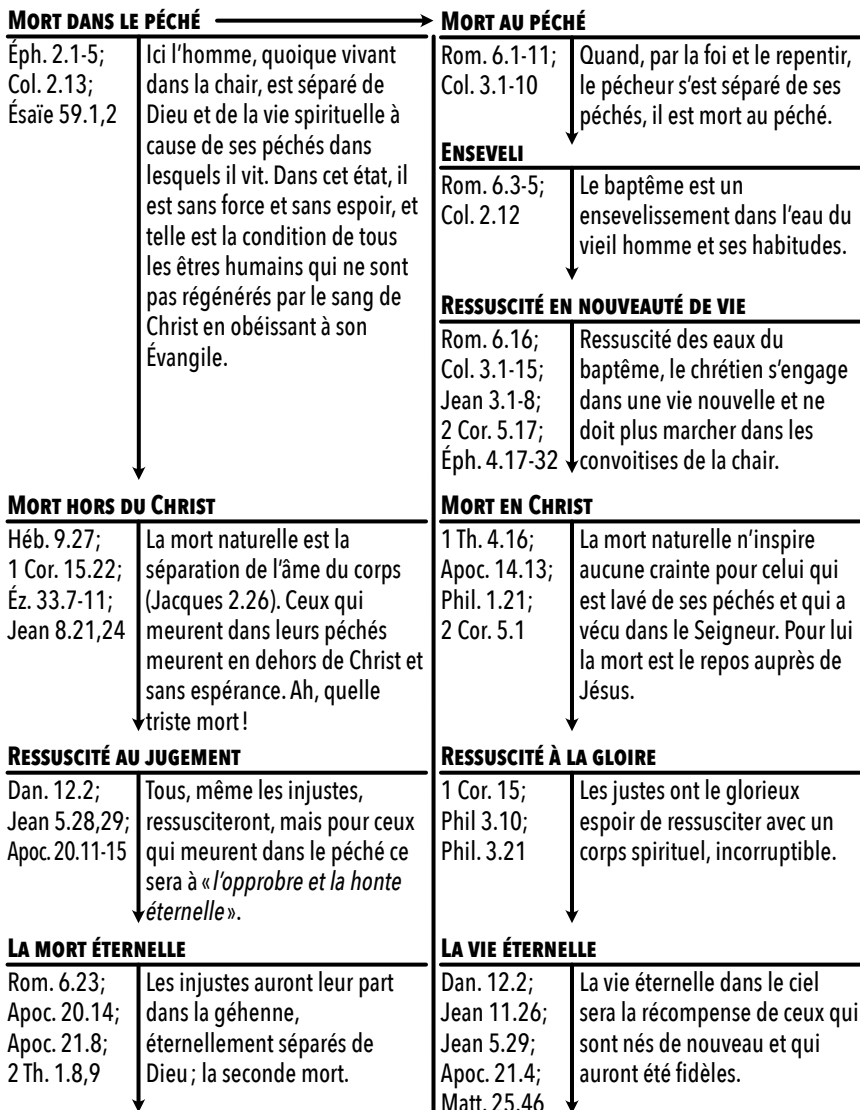 MORT DANS LE PÉCHÉ
Éph. 2.1-5;
Col. 2.13;
Ésaïe 59.1,2
Ici l'homme, quoique vivant
dans la chair, est séparé de
Dieu et de la vie spirituelle à
cause de ses péchés dans
lesquels il vit. Dans cet état, il
est sans force et sans espoir, et
telle est la condition de tous
les êtres humains qui ne sont
pas régénérés par le sang de
Christ en obéissant à son
Évangile.
MORT HORS DU CHRIST
Héb. 9.27;
1 Cor. 15.22;
Éz. 33.7-11;
Jean 8.21,24
La mort naturelle est la
séparation de l'âme du corps
(Jacques 2.26). Ceux qui
meurent dans leurs péchés
meurent en dehors de Christ et
sans espérance. Ah, quelle
triste mort !
RESSUSCITÉ AU JUGEMENT
Dan. 12.2;
Jean 5.28,29;
Apoc. 20.11-15
Tous, même les injustes,
ressusciteront, mais pour ceux
qui meurent dans le péché ce
sera à «l'opprobre et la honte
éternelle».
LA MORT ÉTERNELLE
Rom. 6.23;
Apoc. 20.14;
Apoc. 21.8;
2 Th. 1.8,9
Les injustes auront leur part
dans la géhenne,
éternellement séparés de
Dieu ; la seconde mort.
MORT AU PÉCHÉ
Rom. 6.1-11;
Col. 3.1-10
Quand, par la foi et le repentir,
le pécheur s'est séparé de ses
péchés, il est mort au péché.
ENSEVELI
Rom. 6.3-5;
Col. 2.12
Le baptême est un
ensevelissement dans l'eau du
vieil homme et ses habitudes.
RESSUSCITÉ EN NOUVEAUTÉ DE VIE
Rom. 6.16;
Col. 3.1-15;
Jean 3.1-8;
2 Cor. 5.17;
Éph. 4.17-32
Ressuscité des eaux du
baptême, le chrétien s'engage
dans une vie nouvelle et ne
doit plus marcher dans les
convoitises de la chair.
MORT EN CHRIST
1 Th. 4.16;
Apoc. 14.13;
Phil. 1.21;
2 Cor. 5.1
La mort naturelle n'inspire
aucune crainte pour celui qui
est lavé de ses péchés et qui a
vécu dans le Seigneur. Pour lui
la mort est le repos auprès de
Jésus.
RESSUSCITÉ À LA GLOIRE
1 Cor. 15;
Phil 3.10;
Phil. 3.21
Les justes ont le glorieux
espoir de ressusciter avec un
corps spirituel, incorruptible.
LA VIE ÉTERNELLE
Dan. 12.2;
Jean 11.26;
Jean 5.29;
Apoc. 21.4;
Matt. 25.46
La vie éternelle dans le ciel
sera la récompense de ceux qui
sont nés de nouveau et qui
auront été fidèles.